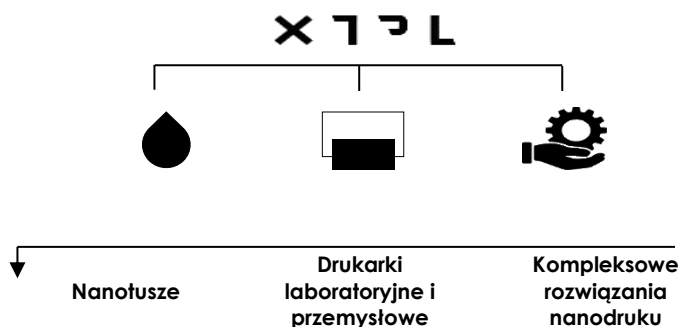 XTPL
Nanotusze
Drukarki
laboratoryjne i
przemysłowe
Kompleksowe
rozwiązania
nanodruku